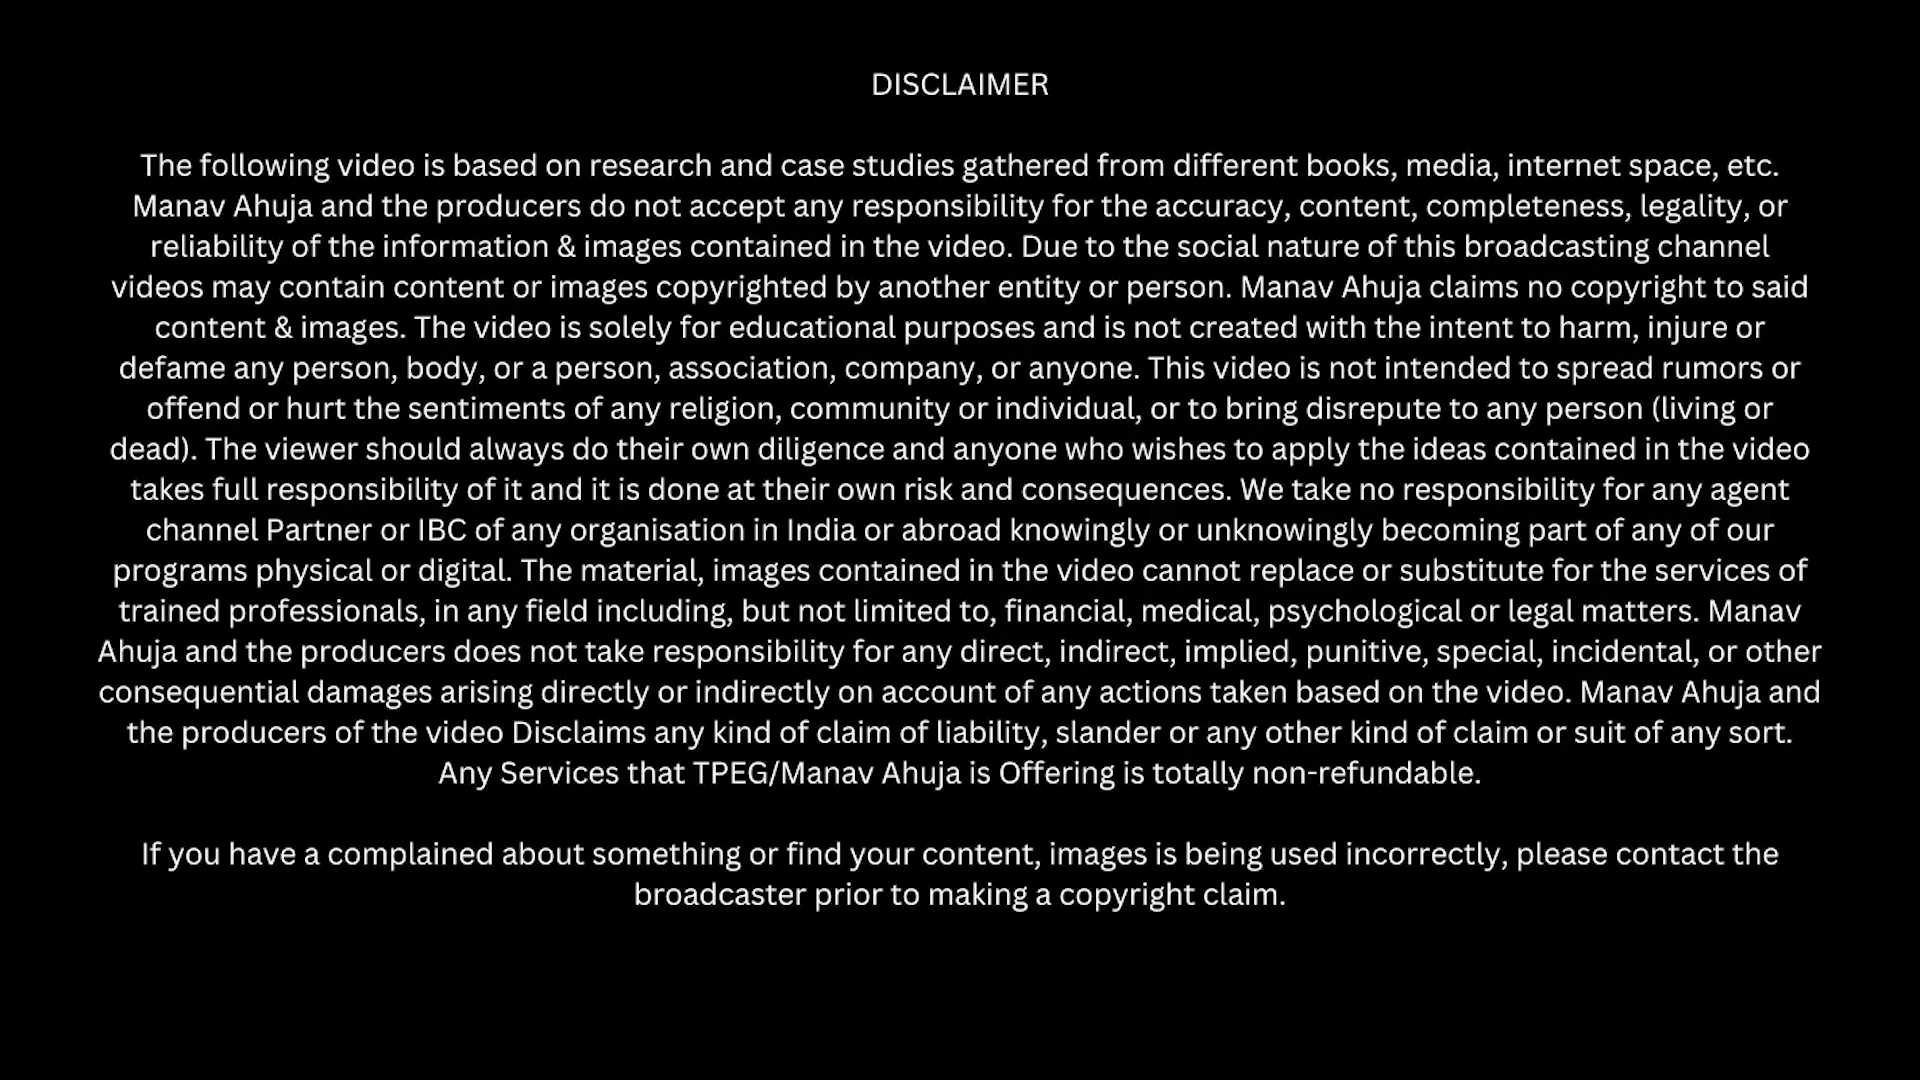 DISCLAIMER
The following video is based on research and case studies gathered from different books, media, internet space, etc.
Manav Ahuja and the producers do not accept any responsibility for the accuracy, content, completeness, legality, or
reliability of the information & images contained in the video. Due to the social nature of this broadcasting channel
videos may contain content or images copyrighted by another entity or person. Manav Ahuja claims no copyright to said
content & images. The video is solely for educational purposes and is not created with the intent to harm, injure or
defame any person, body, or a person, association, company, or anyone. This video is not intended to spread rumors or
offend or hurt the sentiments of any religion, community or individual, or to bring disrepute to any person (living or
dead). The viewer should always do their own diligence and anyone who wishes to apply the ideas contained in the video
takes full responsibility of it and it is done at their own risk and consequences. We take no responsibility for any agent
channel Partner or IBC of any organisation in India or abroad knowingly or unknowingly becoming part of any of our
programs physical or digital. The material, images contained in the video cannot replace or substitute for the services of
trained professionals, in any field including, but not limited to, financial, medical, psychological or legal matters. Manav
Ahuja and the producers does not take responsibility for any direct, indirect, implied, punitive, special, incidental, or other
consequential damages arising directly or indirectly on account of any actions taken based on the video. Manav Ahuja and
the producers of the video Disclaims any kind of claim of liability, slander or any other kind of claim or suit of any sort.
Any Services that TPEG/Manav Ahuja is Offering is totally non-refundable.
If you have a complained about something or find your content, images is being used incorrectly, please contact the
broadcaster prior to making a copyright claim.